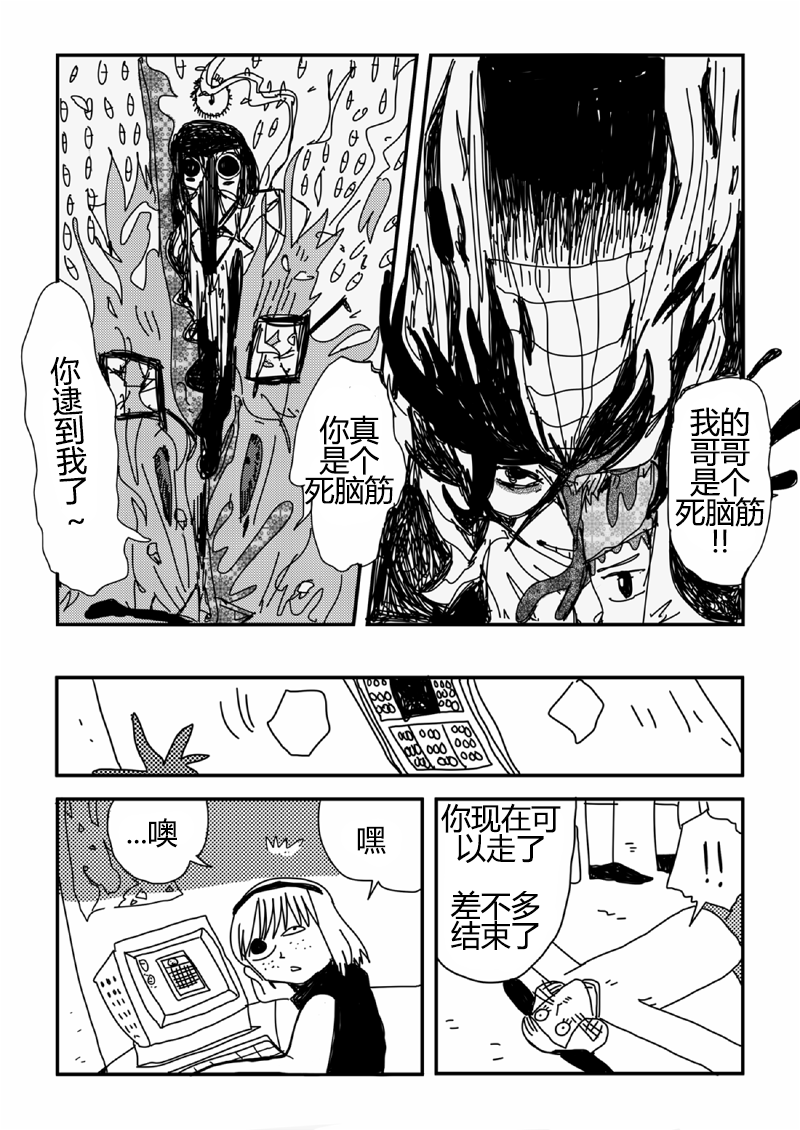 我的
哥哥
是个
死脑筋
!!
你真
是个
死脑筋
你逮到我了~
!!
你现在可
以走了
差不多
结束了
嘿
...噢